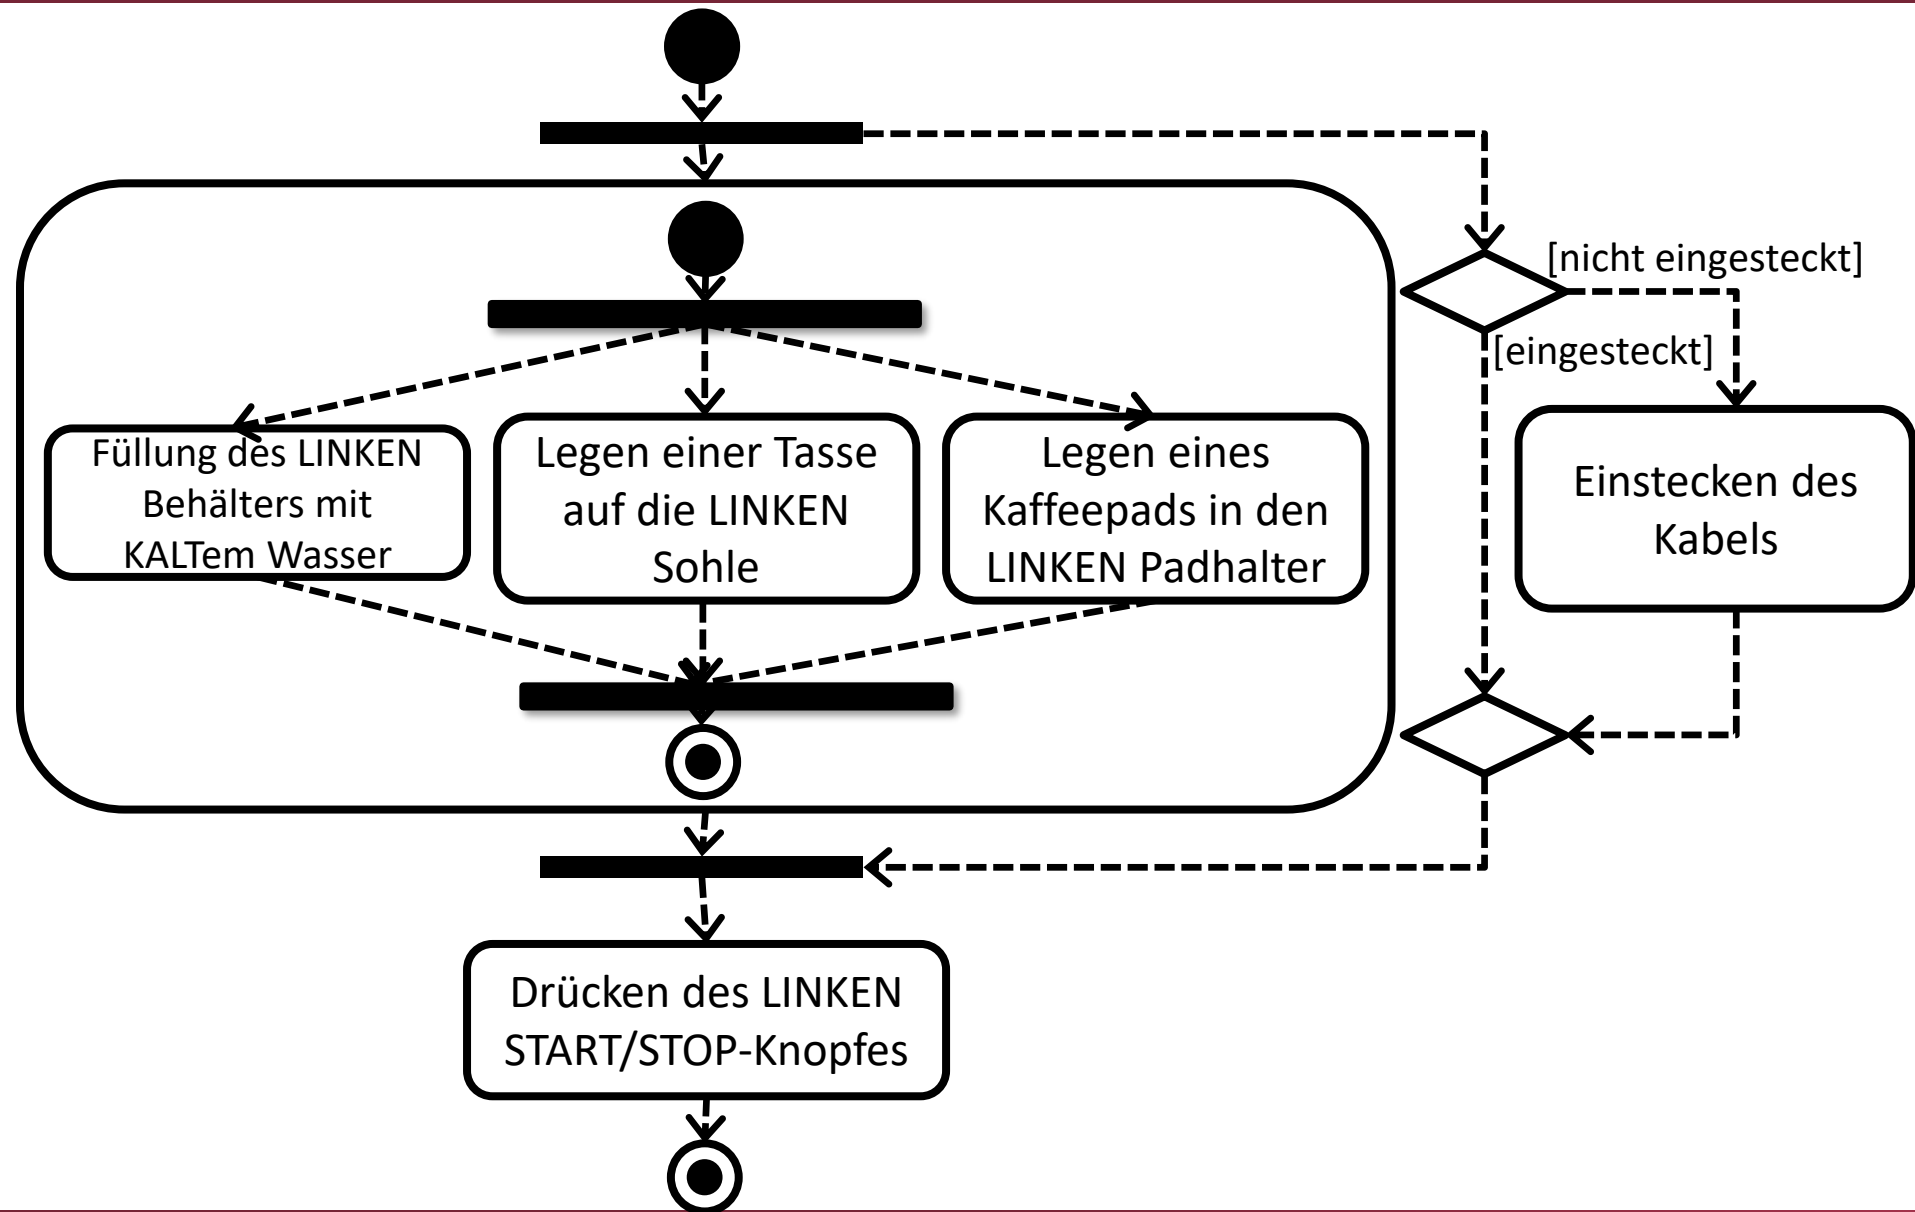 [nicht eingesteckt]
[eingesteckt]
Füllung des LINKEN
Behälters mit
KALTem Wasser
Legen einer Tasse
auf die LINKEN
Sohle
Legen eines
Kaffeepads in den
LINKEN Padhalter
Einstecken des
Kabels
Drücken des LINKEN
START/STOP-Knopfes